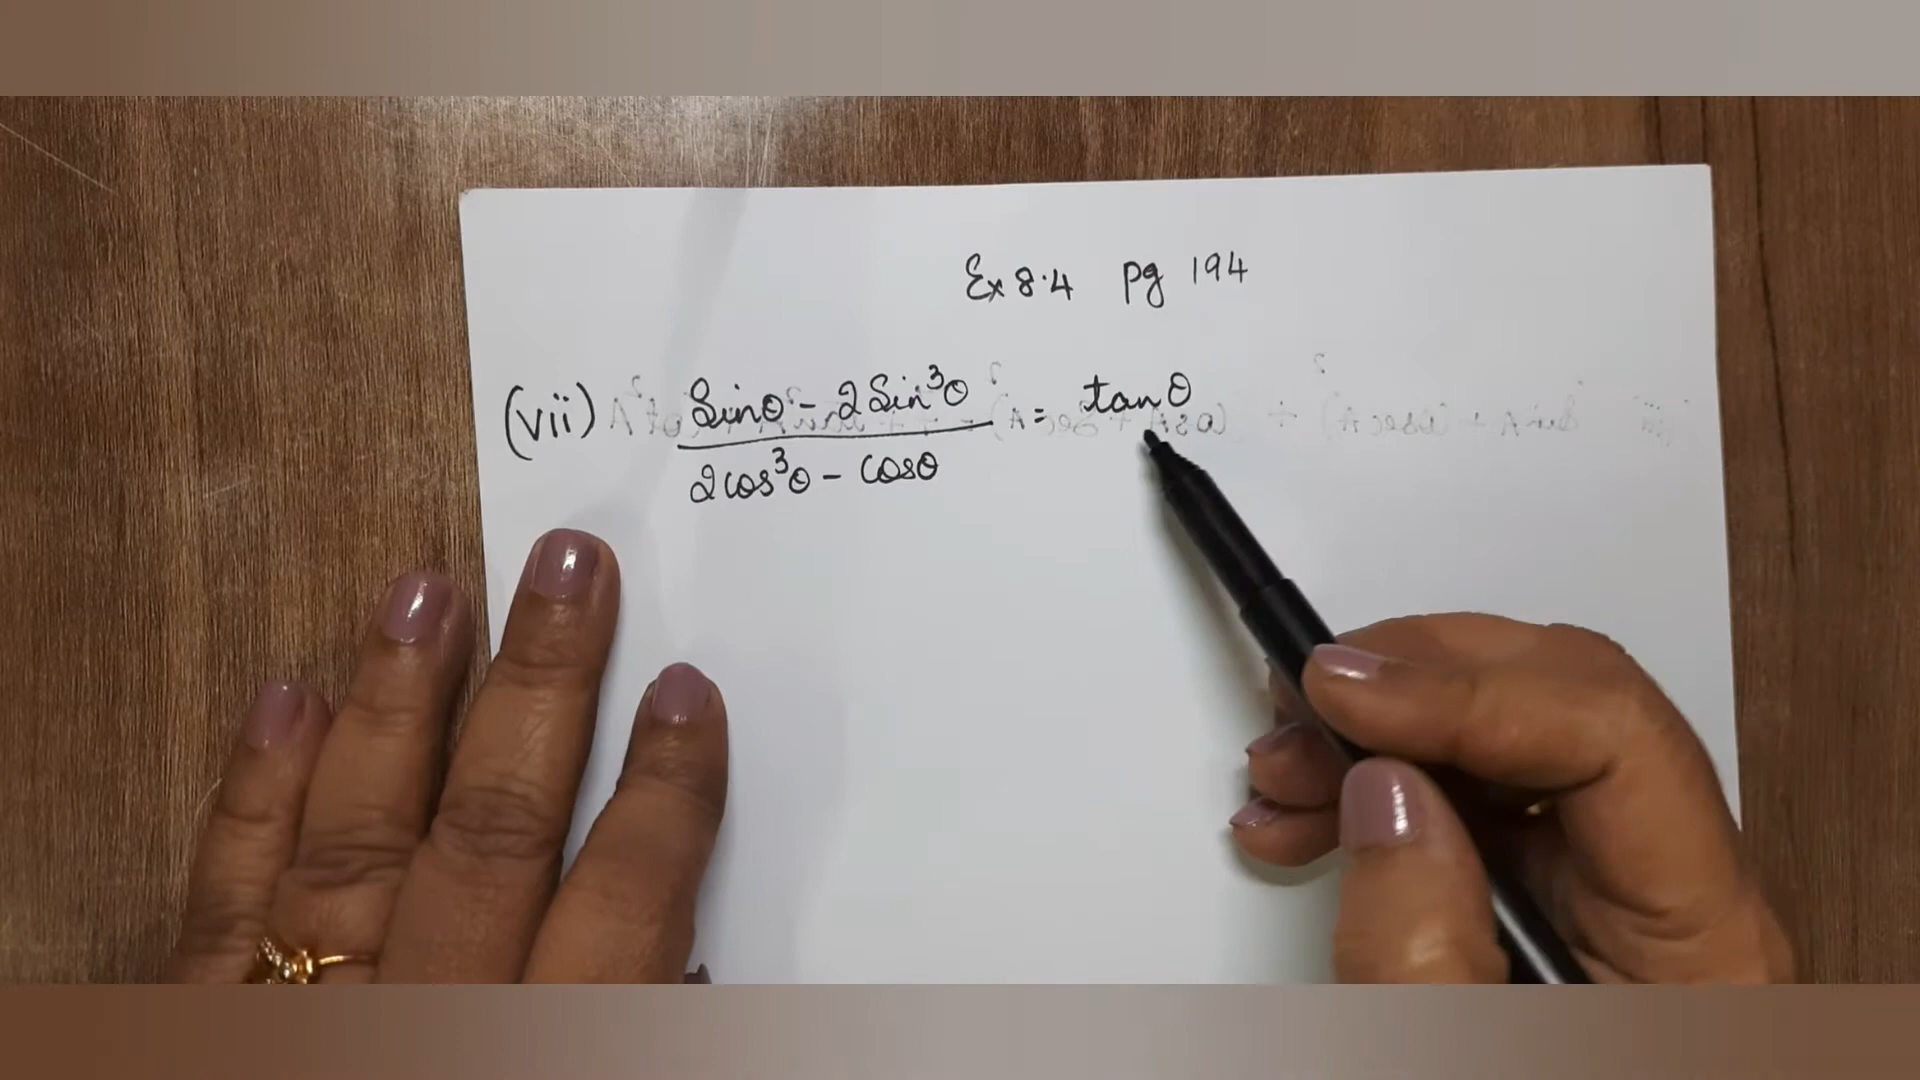 Ex 8.4 pg 194
(vii) Sinθ - 2Sin³θ = tanθ
2cos³θ - cosθ